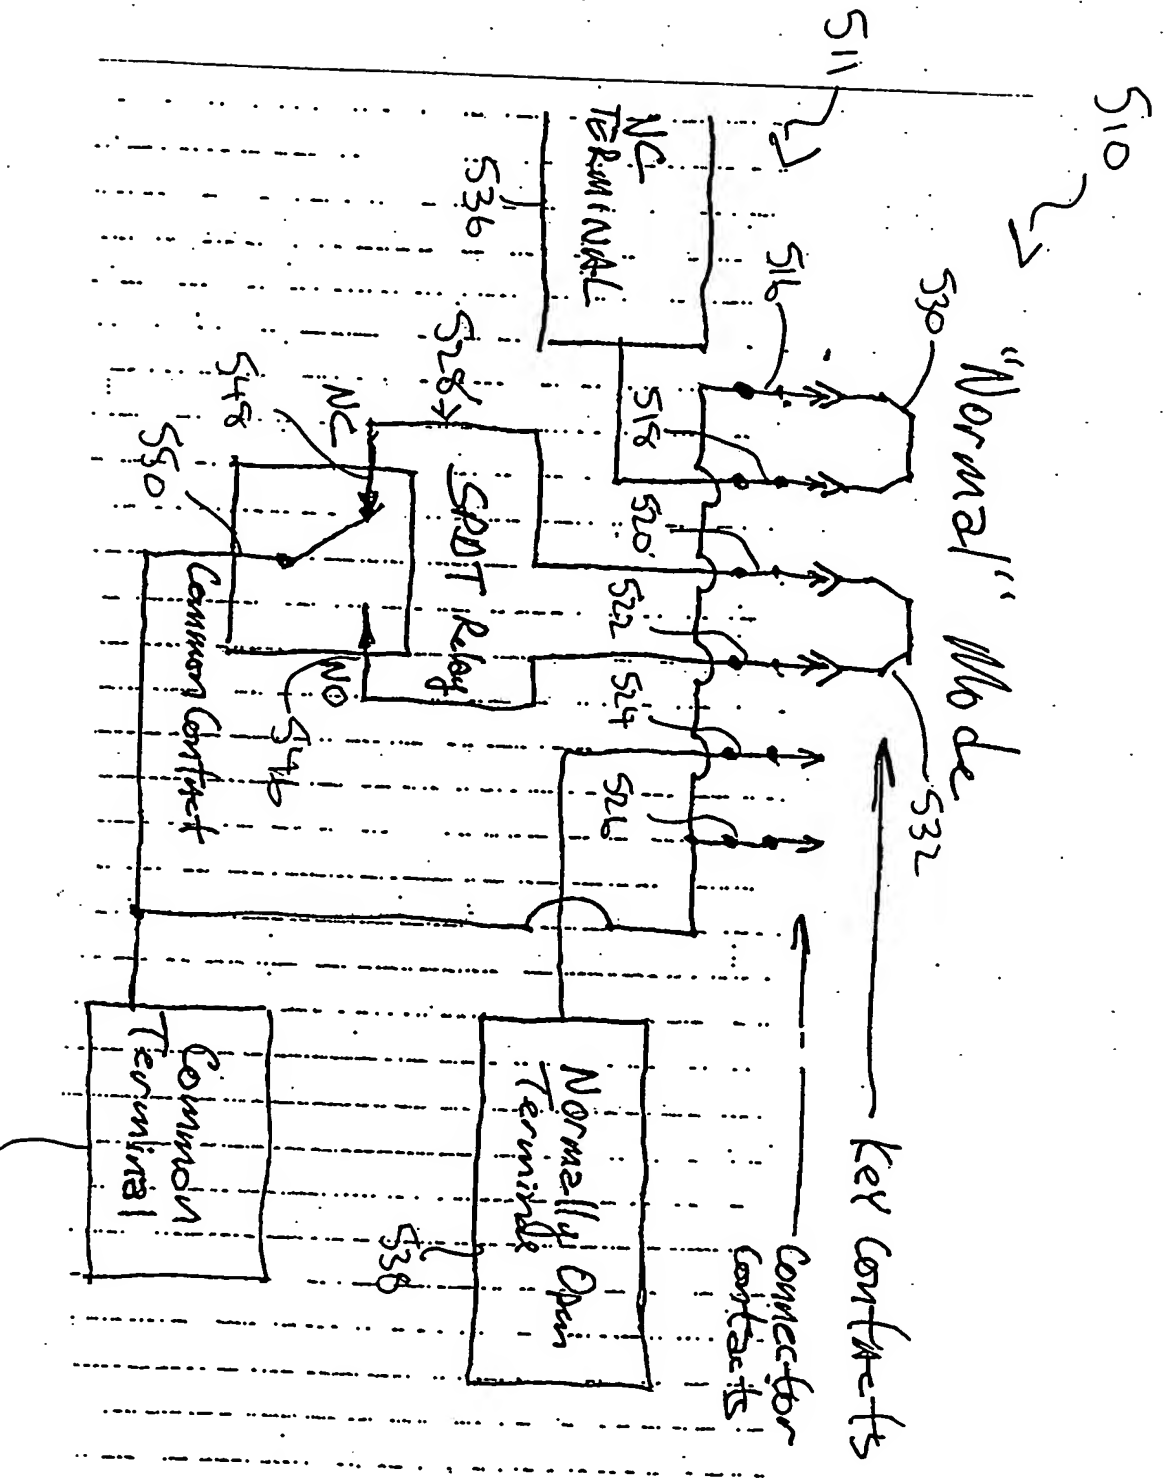 510
511
"Normal" Mode
530
532
516
518
520
522
524
526
NC
TERMINAL
536
528
NC
548
550
SPDT Relay
NO
546
Common Contact
Key Contacts
Connector
Contacts
Normally Open
Terminal
538
Common
Terminal